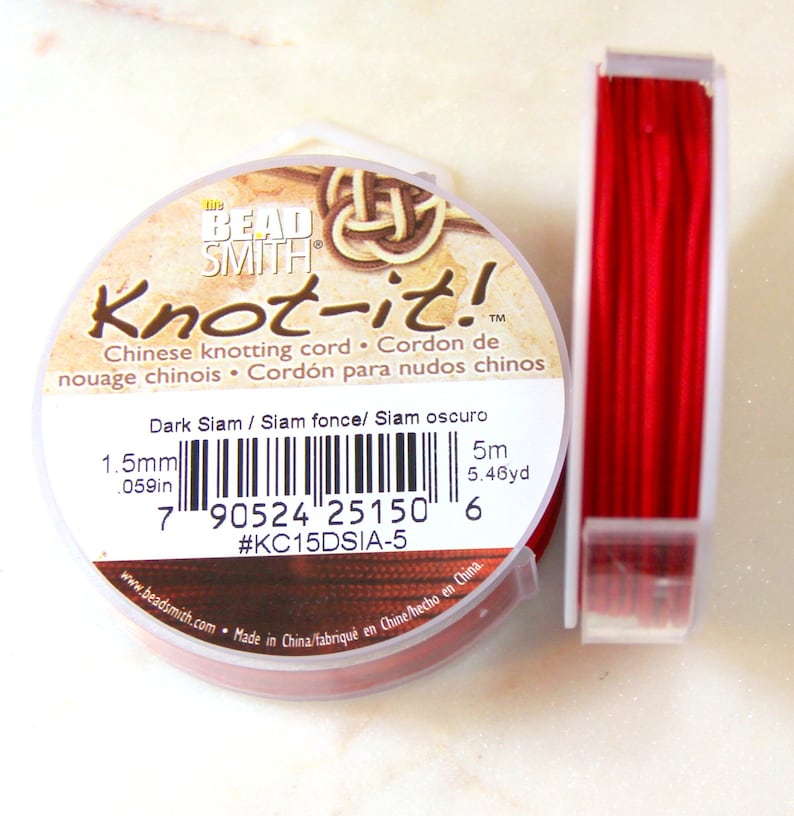 the
BEAD
SMITH®
Knot-it!™
Chinese knotting cord • Cordon de
nouage chinois • Cordón para nudos chinos
Dark Siam / Siam fonce/ Siam oscuro
1.5mm 5m
.059in 5.46yd
7 90524 25150 6
#KC15DSIA-5
www.beadsmith.com • Made in China/fabriqué en Chine/hecho en China.